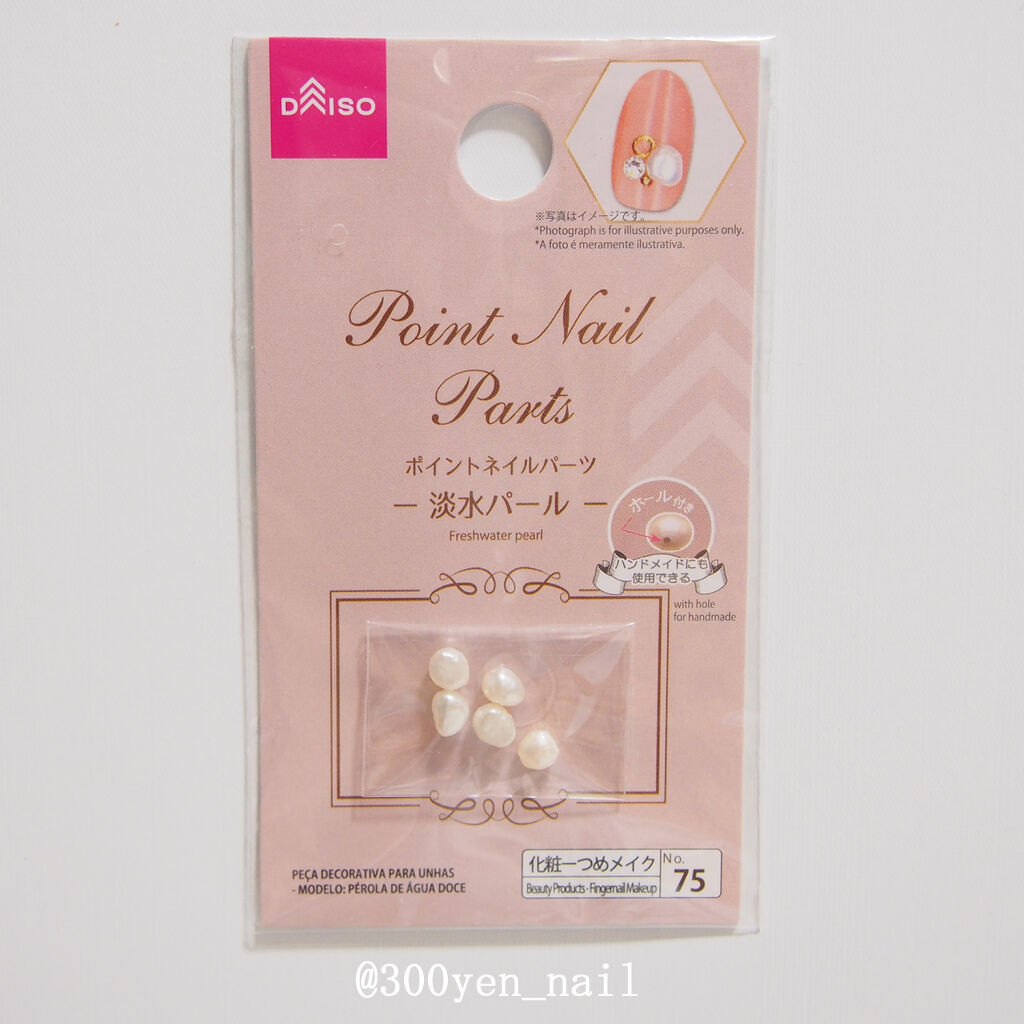 DAISO
※写真はイメージです。
*Photograph is for illustrative purposes only.
*A foto é meramente ilustrativa.
Point Nail
Parts
ポイントネイルパーツ
― 淡水パール ―
Freshwater pearl
ホール付き
ハンドメイドにも
使用できる
with hole
for handmade
PEÇA DECORATIVA PARA UNHAS
- MODELO: PÉROLA DE ÁGUA DOCE
化粧ーつめメイク
Beauty Products - Fingernail Makeup
No.
75
@300yen_nail